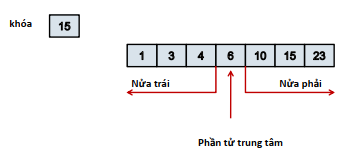 khóa 15
1 3 4 6 10 15 23
Nửa trái Nửa phải
Phần tử trung tâm